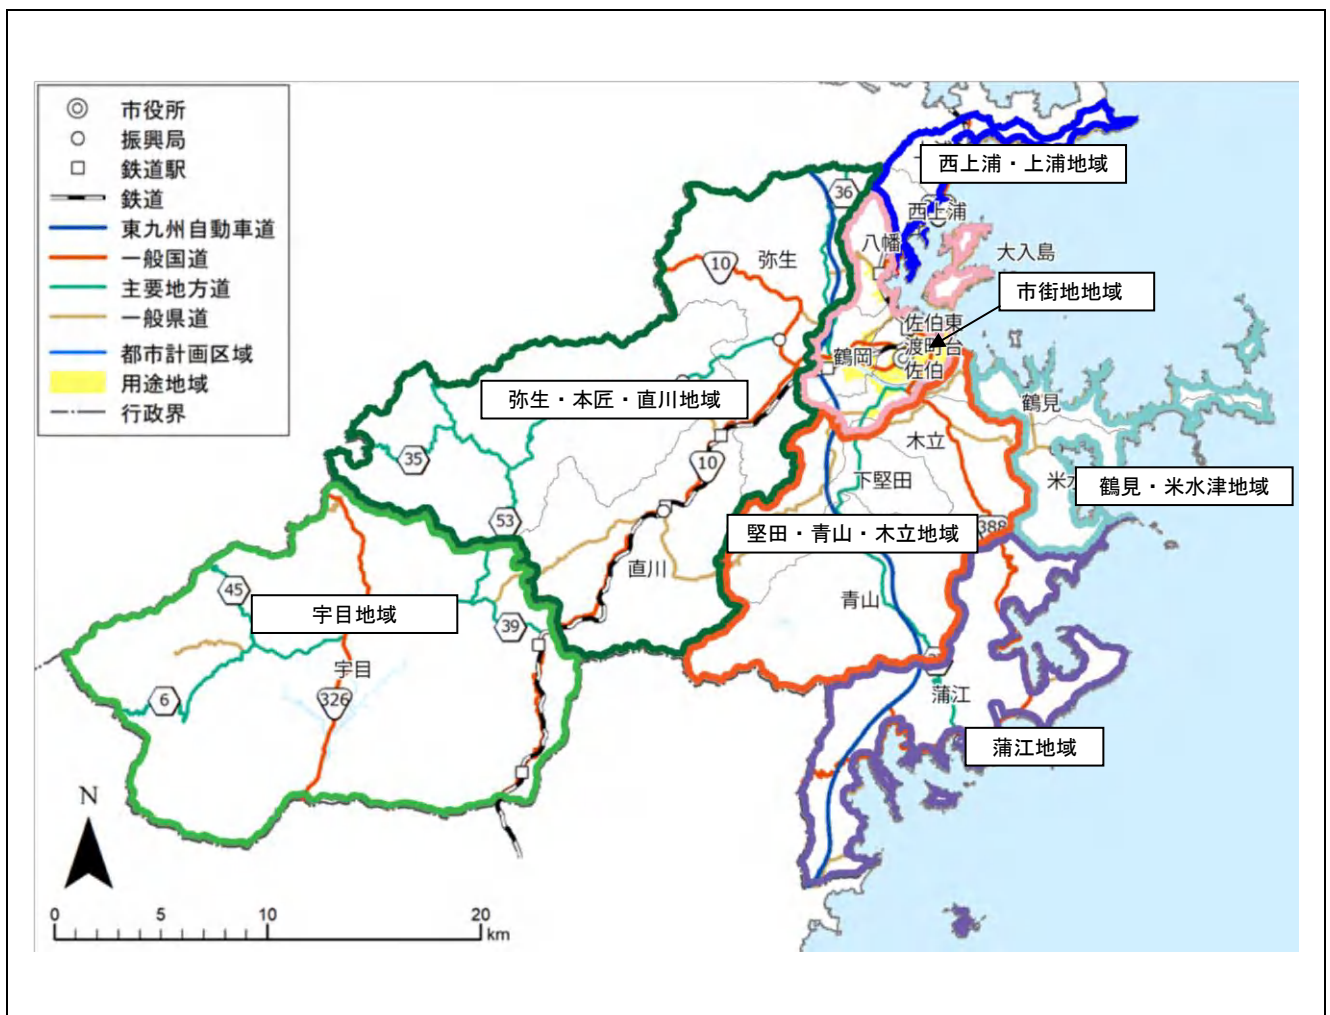 市役所
振興局
鉄道駅
鉄道
東九州自動車道
一般国道
主要地方道
一般県道
都市計画区域
用途地域
行政界
西上浦・上浦地域
36
西上浦
八幡
大入島
10
弥生
市街地地域
佐伯東
渡町台
鶴岡
佐伯
弥生・本匠・直川地域
鶴見
木立
35
10
下堅田
鶴見・米水津地域
53
388
堅田・青山・木立地域
直川
45
宇目地域
39
青山
宇目
6
326
蒲江
蒲江地域
N
0 5 10 20
km